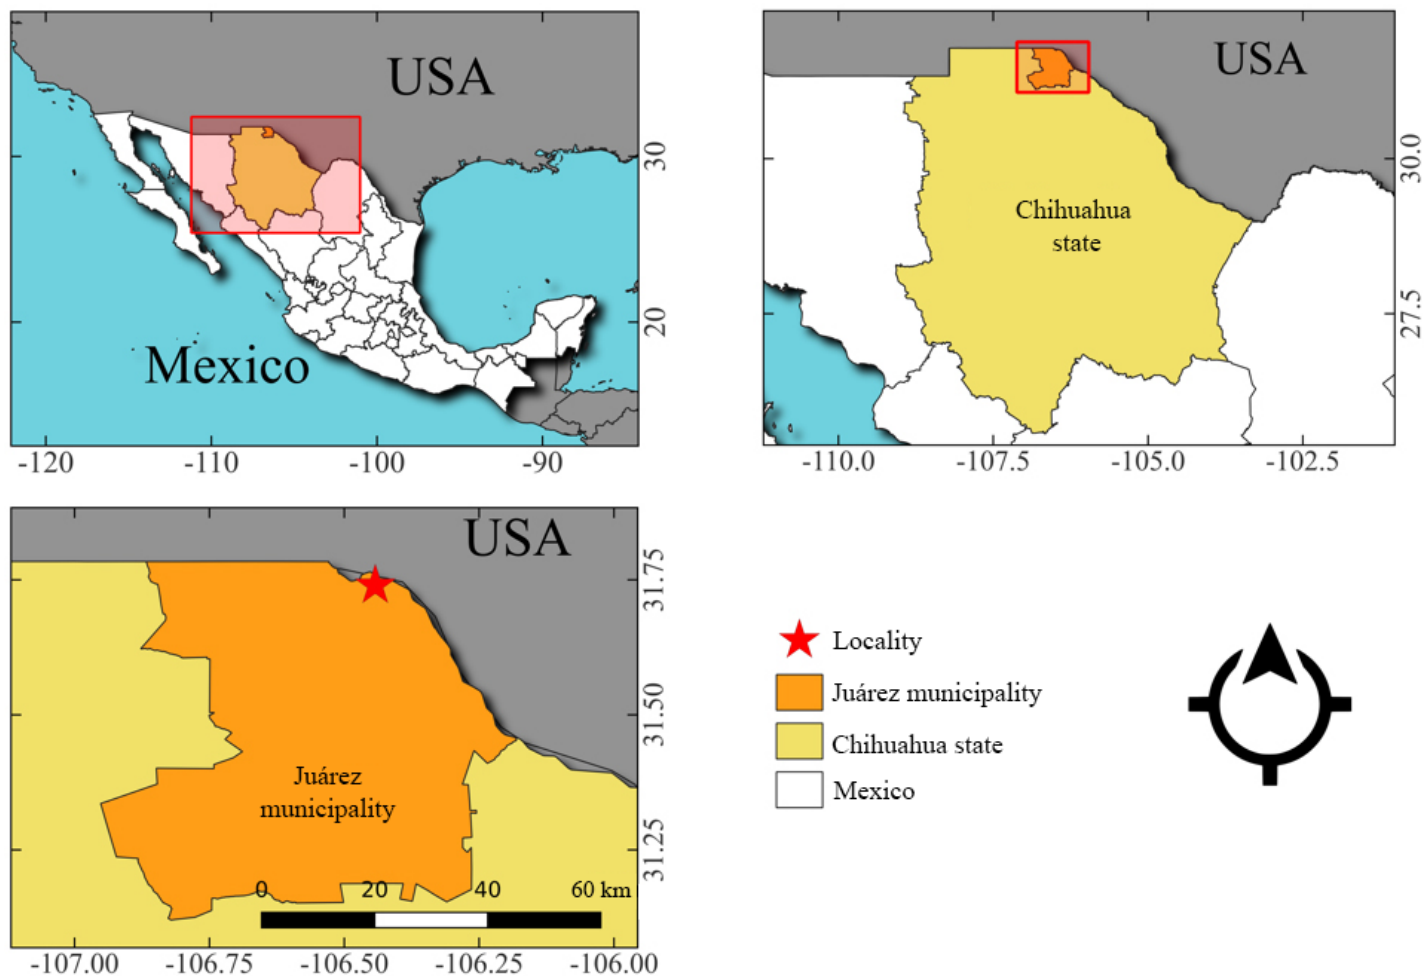 USA
Mexico
30
20
-120
-110
-100
-90
USA
Chihuahua
state
30.0
27.5
-110.0
-107.5
-105.0
-102.5
USA
Juárez
municipality
0
20
40
60 km
31.75
31.50
31.25
-107.00
-106.75
-106.50
-106.25
-106.00
Locality
Juárez municipality
Chihuahua state
Mexico